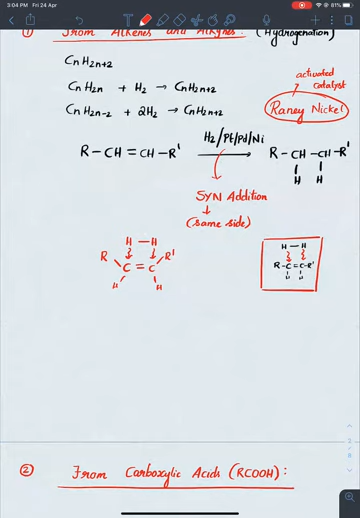 3:04 PM Fri 24 Apr
81%
① From Alkenes and Alkynes: (Hydrogenation)
CnH2n+2
activated catalyst
CnH2n + H2 → CnH2n+2
Raney Nickel
CnH2n-2 + 2H2 → CnH2n+2
R-CH=CH-R' H2/Pt/Pd/Ni R-CH-CH-R'
H H
SYN Addition
(same side)
H-H
R R'
C=C
H H
H-H
R-C=C-R'
H H
② From Carboxylic Acids (RCOOH):